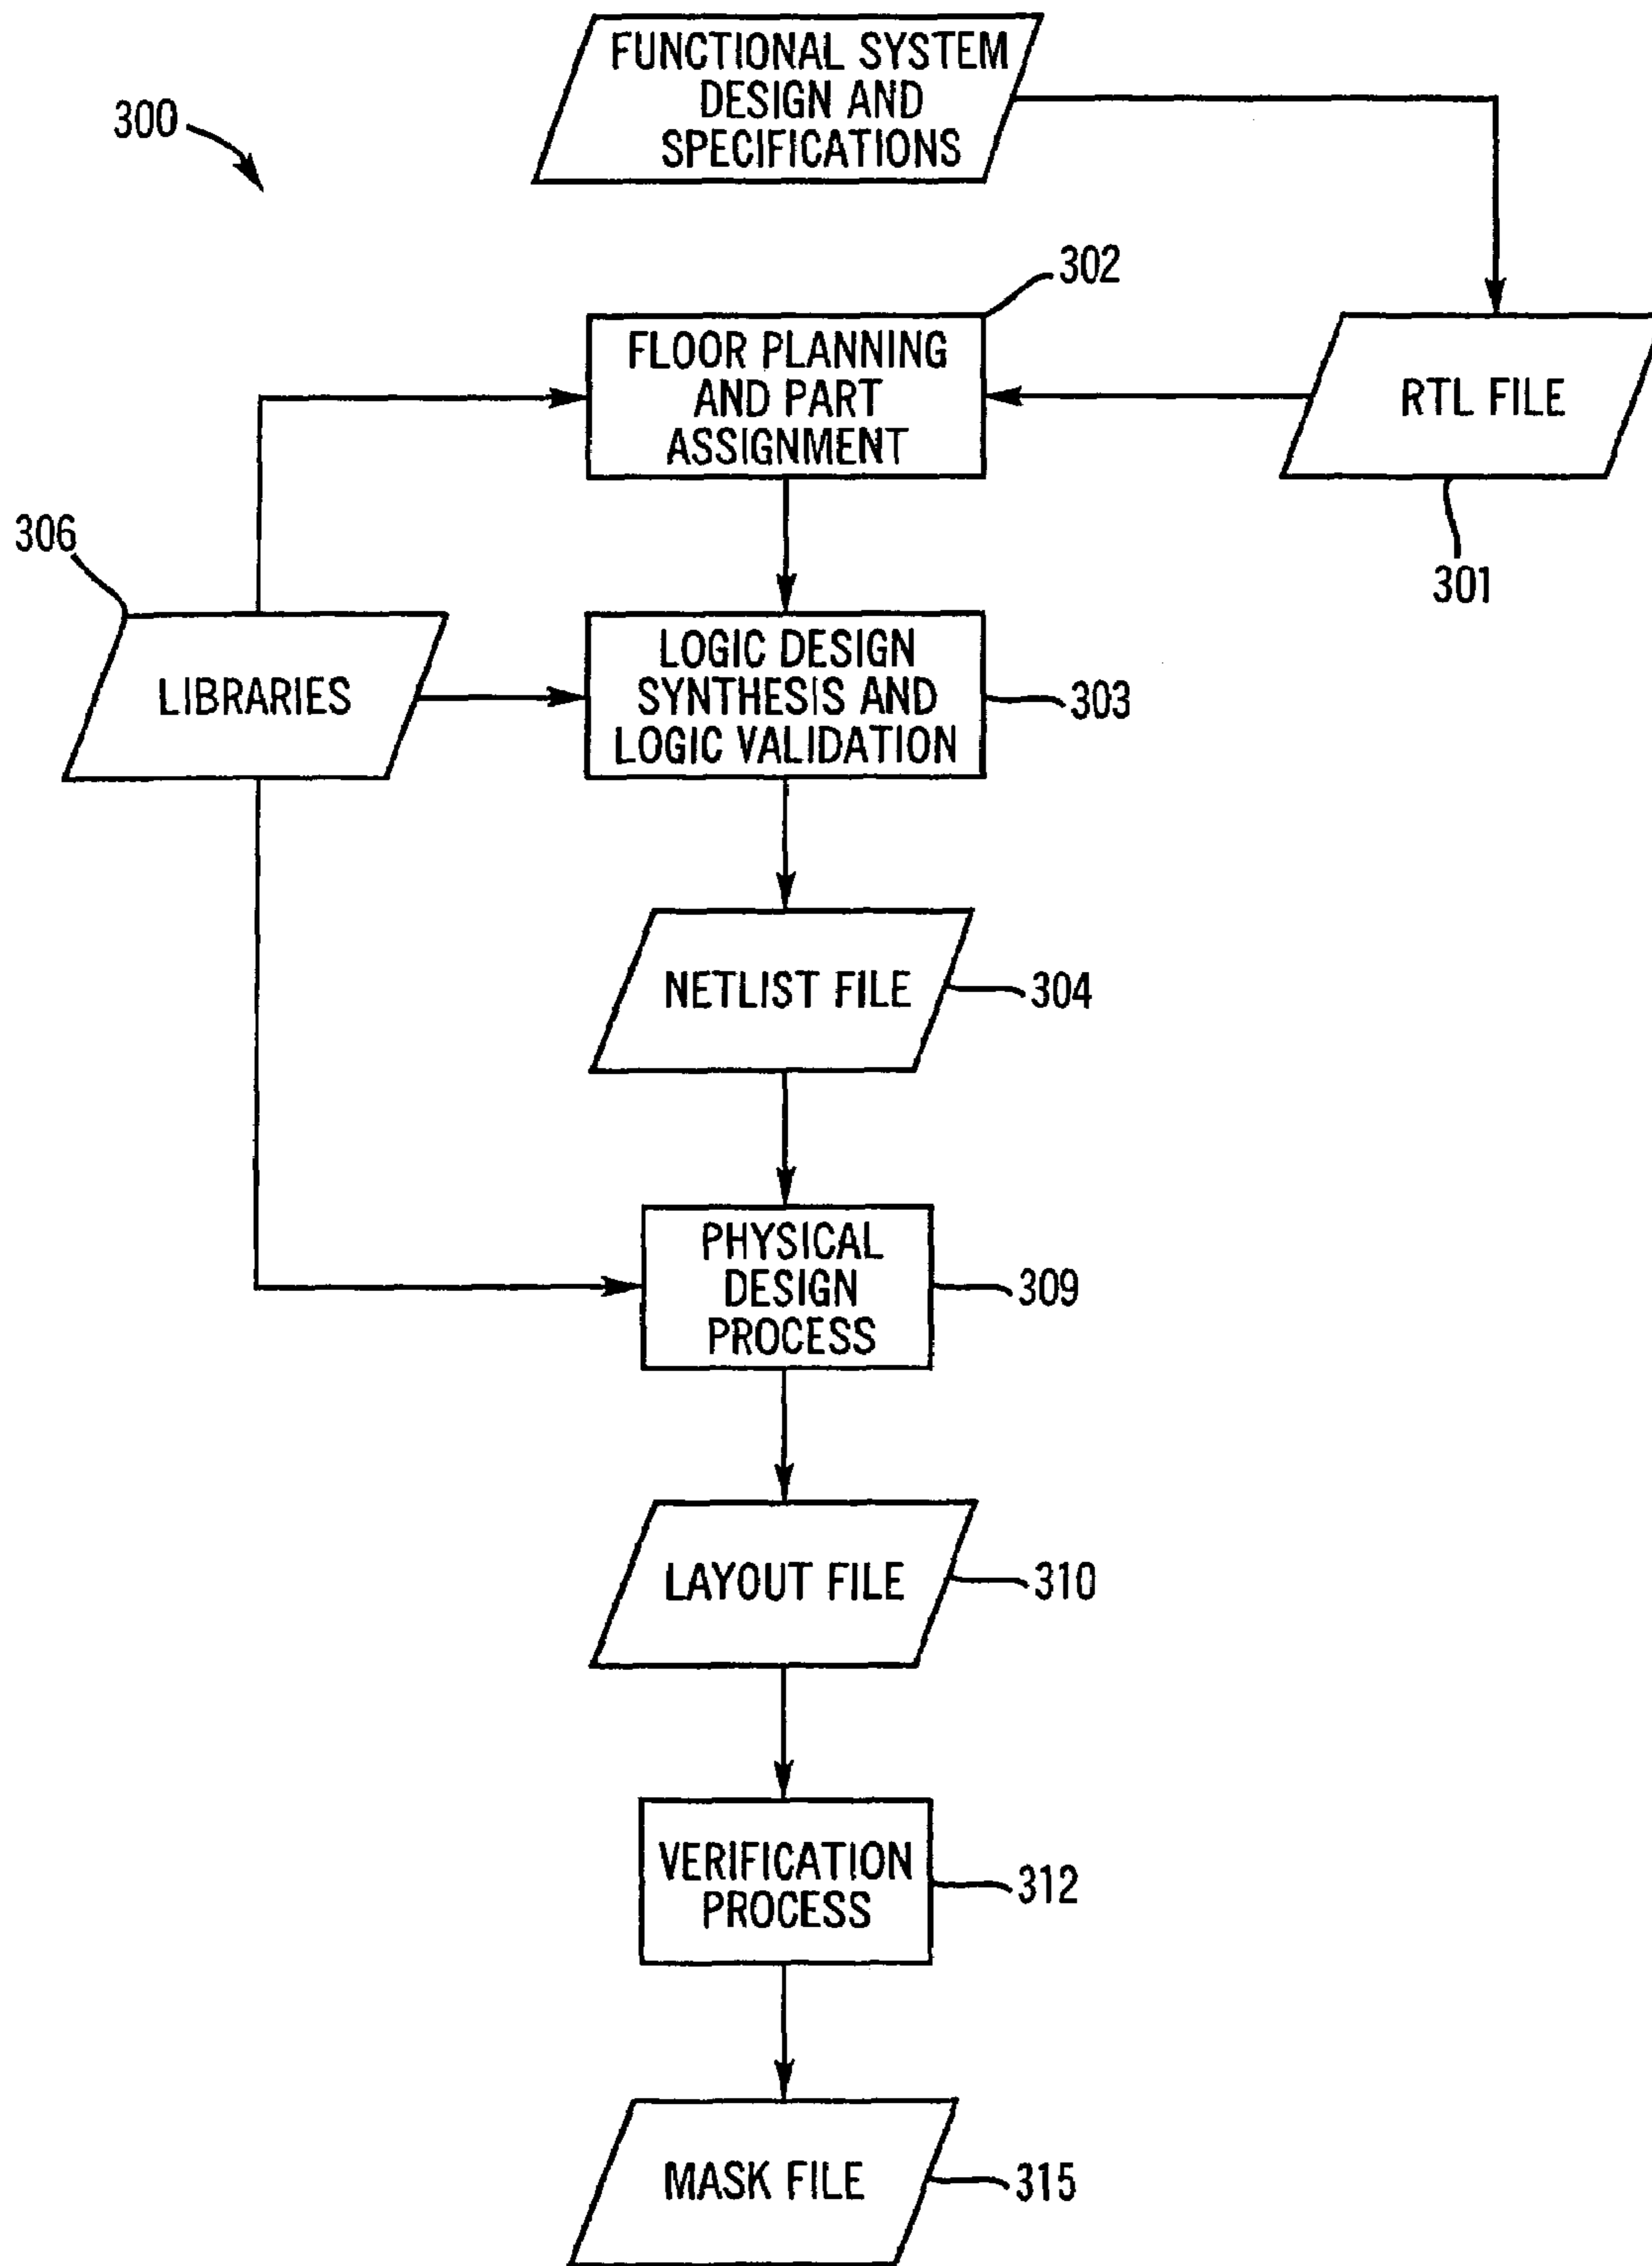 FUNCTIONAL SYSTEM
DESIGN AND
SPECIFICATIONS
300
302
FLOOR PLANNING
AND PART
ASSIGNMENT
RTL FILE
301
306
LIBRARIES
LOGIC DESIGN
SYNTHESIS AND
LOGIC VALIDATION
303
NETLIST FILE
304
PHYSICAL
DESIGN
PROCESS
309
LAYOUT FILE
310
VERIFICATION
PROCESS
312
MASK FILE
315